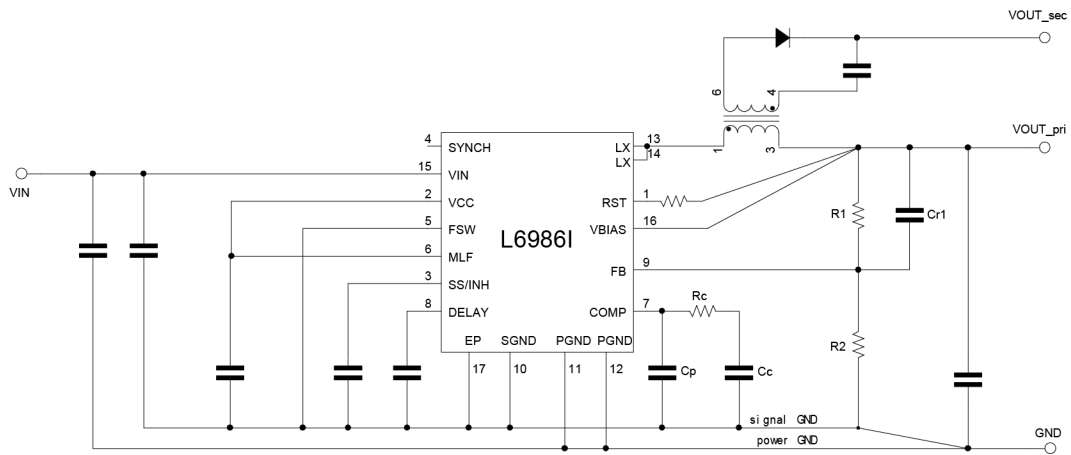 VOUT_sec
6
4
VOUT_pri
1
3
4
SYNCH
LX
13
LX
14
15
VIN
VIN
2
VCC
RST
1
5
FSW
VBIAS
16
R1
Cr1
L6986I
6
MLF
FB
9
3
SS/INH
8
DELAY
COMP
7
Rc
R2
EP
SGND
PGND
PGND
17
10
11
12
Cp
Cc
signal GND
power GND
GND